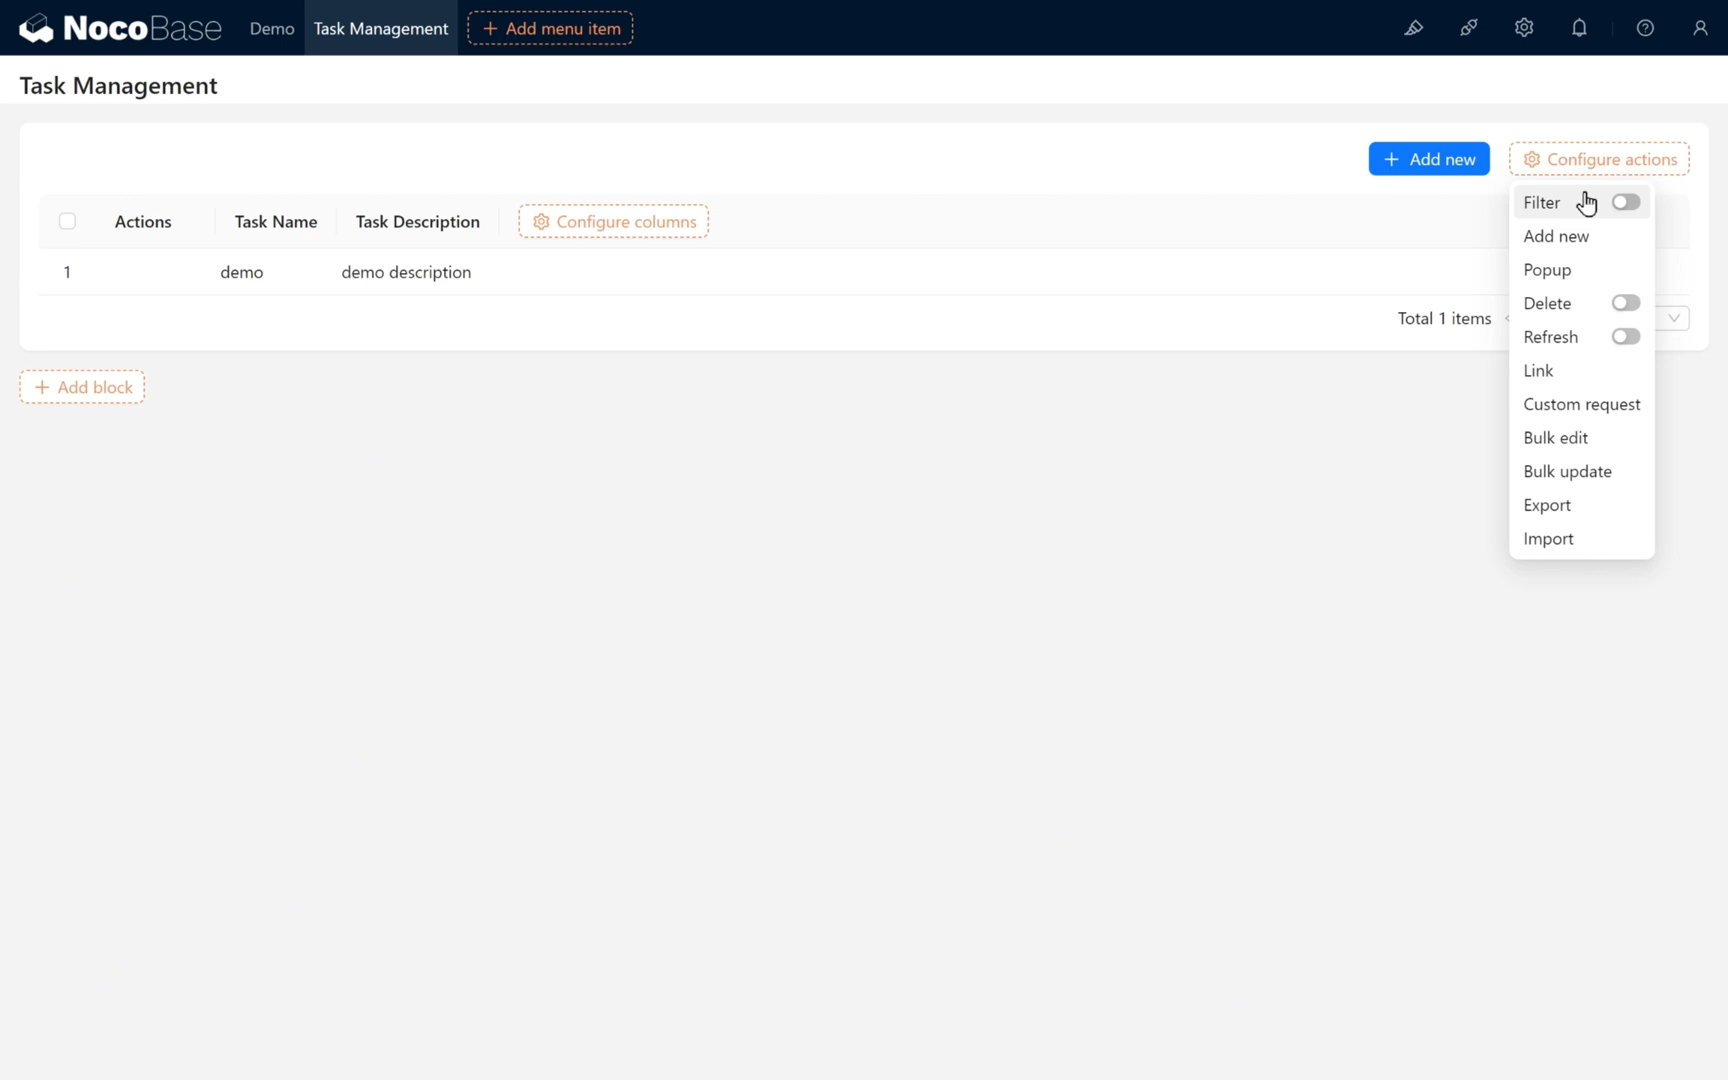 NocoBase Demo Task Management + Add menu item
Task Management
+ Add new Configure actions
Actions Task Name Task Description Configure columns
1 demo demo description
Total 1 items
+ Add block
Filter
Add new
Popup
Delete
Refresh
Link
Custom request
Bulk edit
Bulk update
Export
Import